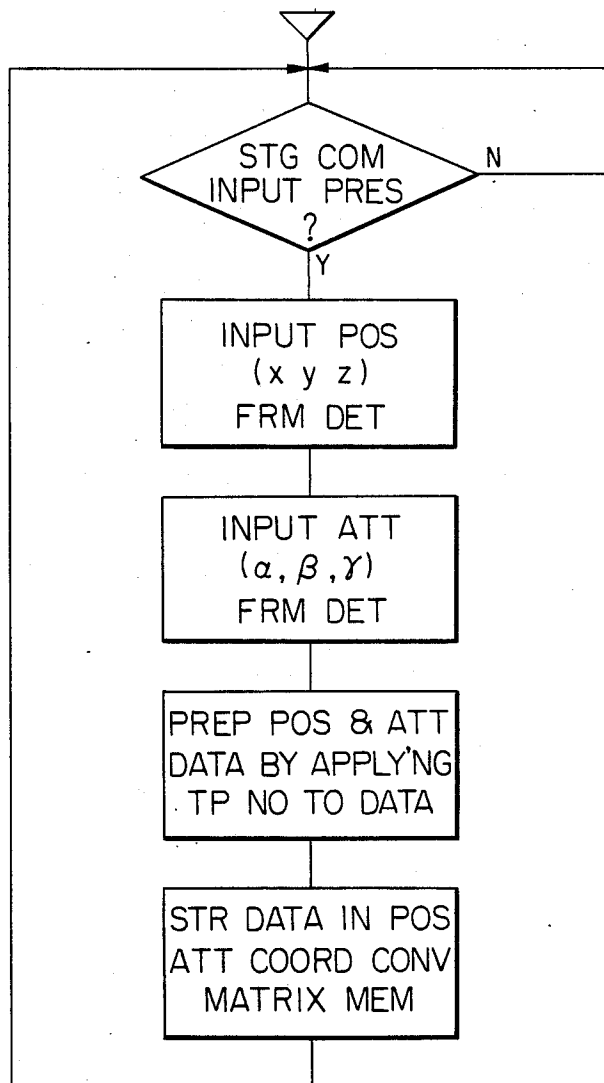 STG COM
INPUT PRES
?
N
Y
INPUT POS
(x y z)
FRM DET
INPUT ATT
(α, β, γ)
FRM DET
PREP POS & ATT
DATA BY APPLY'NG
TP NO TO DATA
STR DATA IN POS
ATT COORD CONV
MATRIX MEM